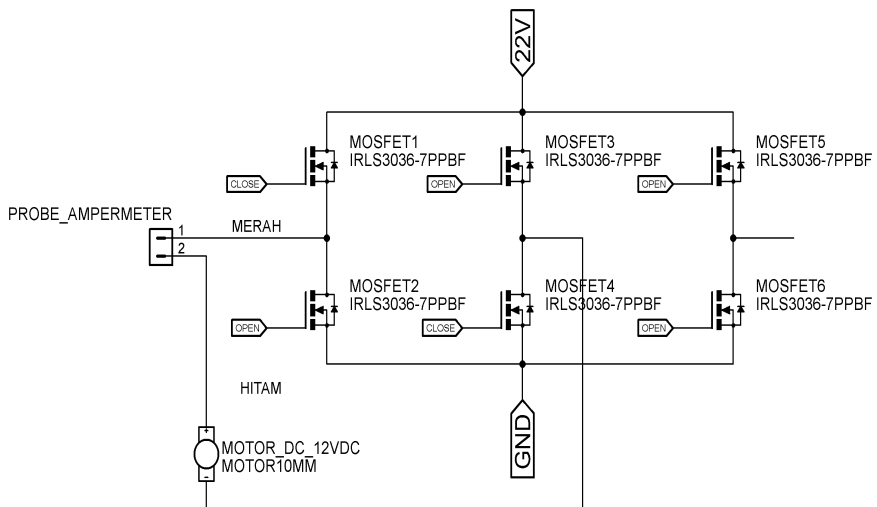 22V
MOSFET1
IRLS3036-7PPBF
MOSFET3
IRLS3036-7PPBF
MOSFET5
IRLS3036-7PPBF
CLOSE
OPEN
OPEN
PROBE_AMPERMETER
1
2
MERAH
MOSFET2
IRLS3036-7PPBF
MOSFET4
IRLS3036-7PPBF
MOSFET6
IRLS3036-7PPBF
OPEN
CLOSE
OPEN
HITAM
GND
+
MOTOR_DC_12VDC
MOTOR10MM
-